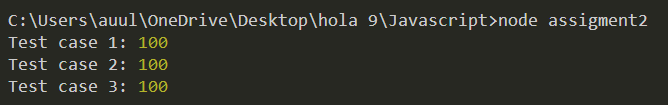 C:\Users\auul\OneDrive\Desktop\hola 9\Javascript>node assigment2
Test case 1: 100
Test case 2: 100
Test case 3: 100